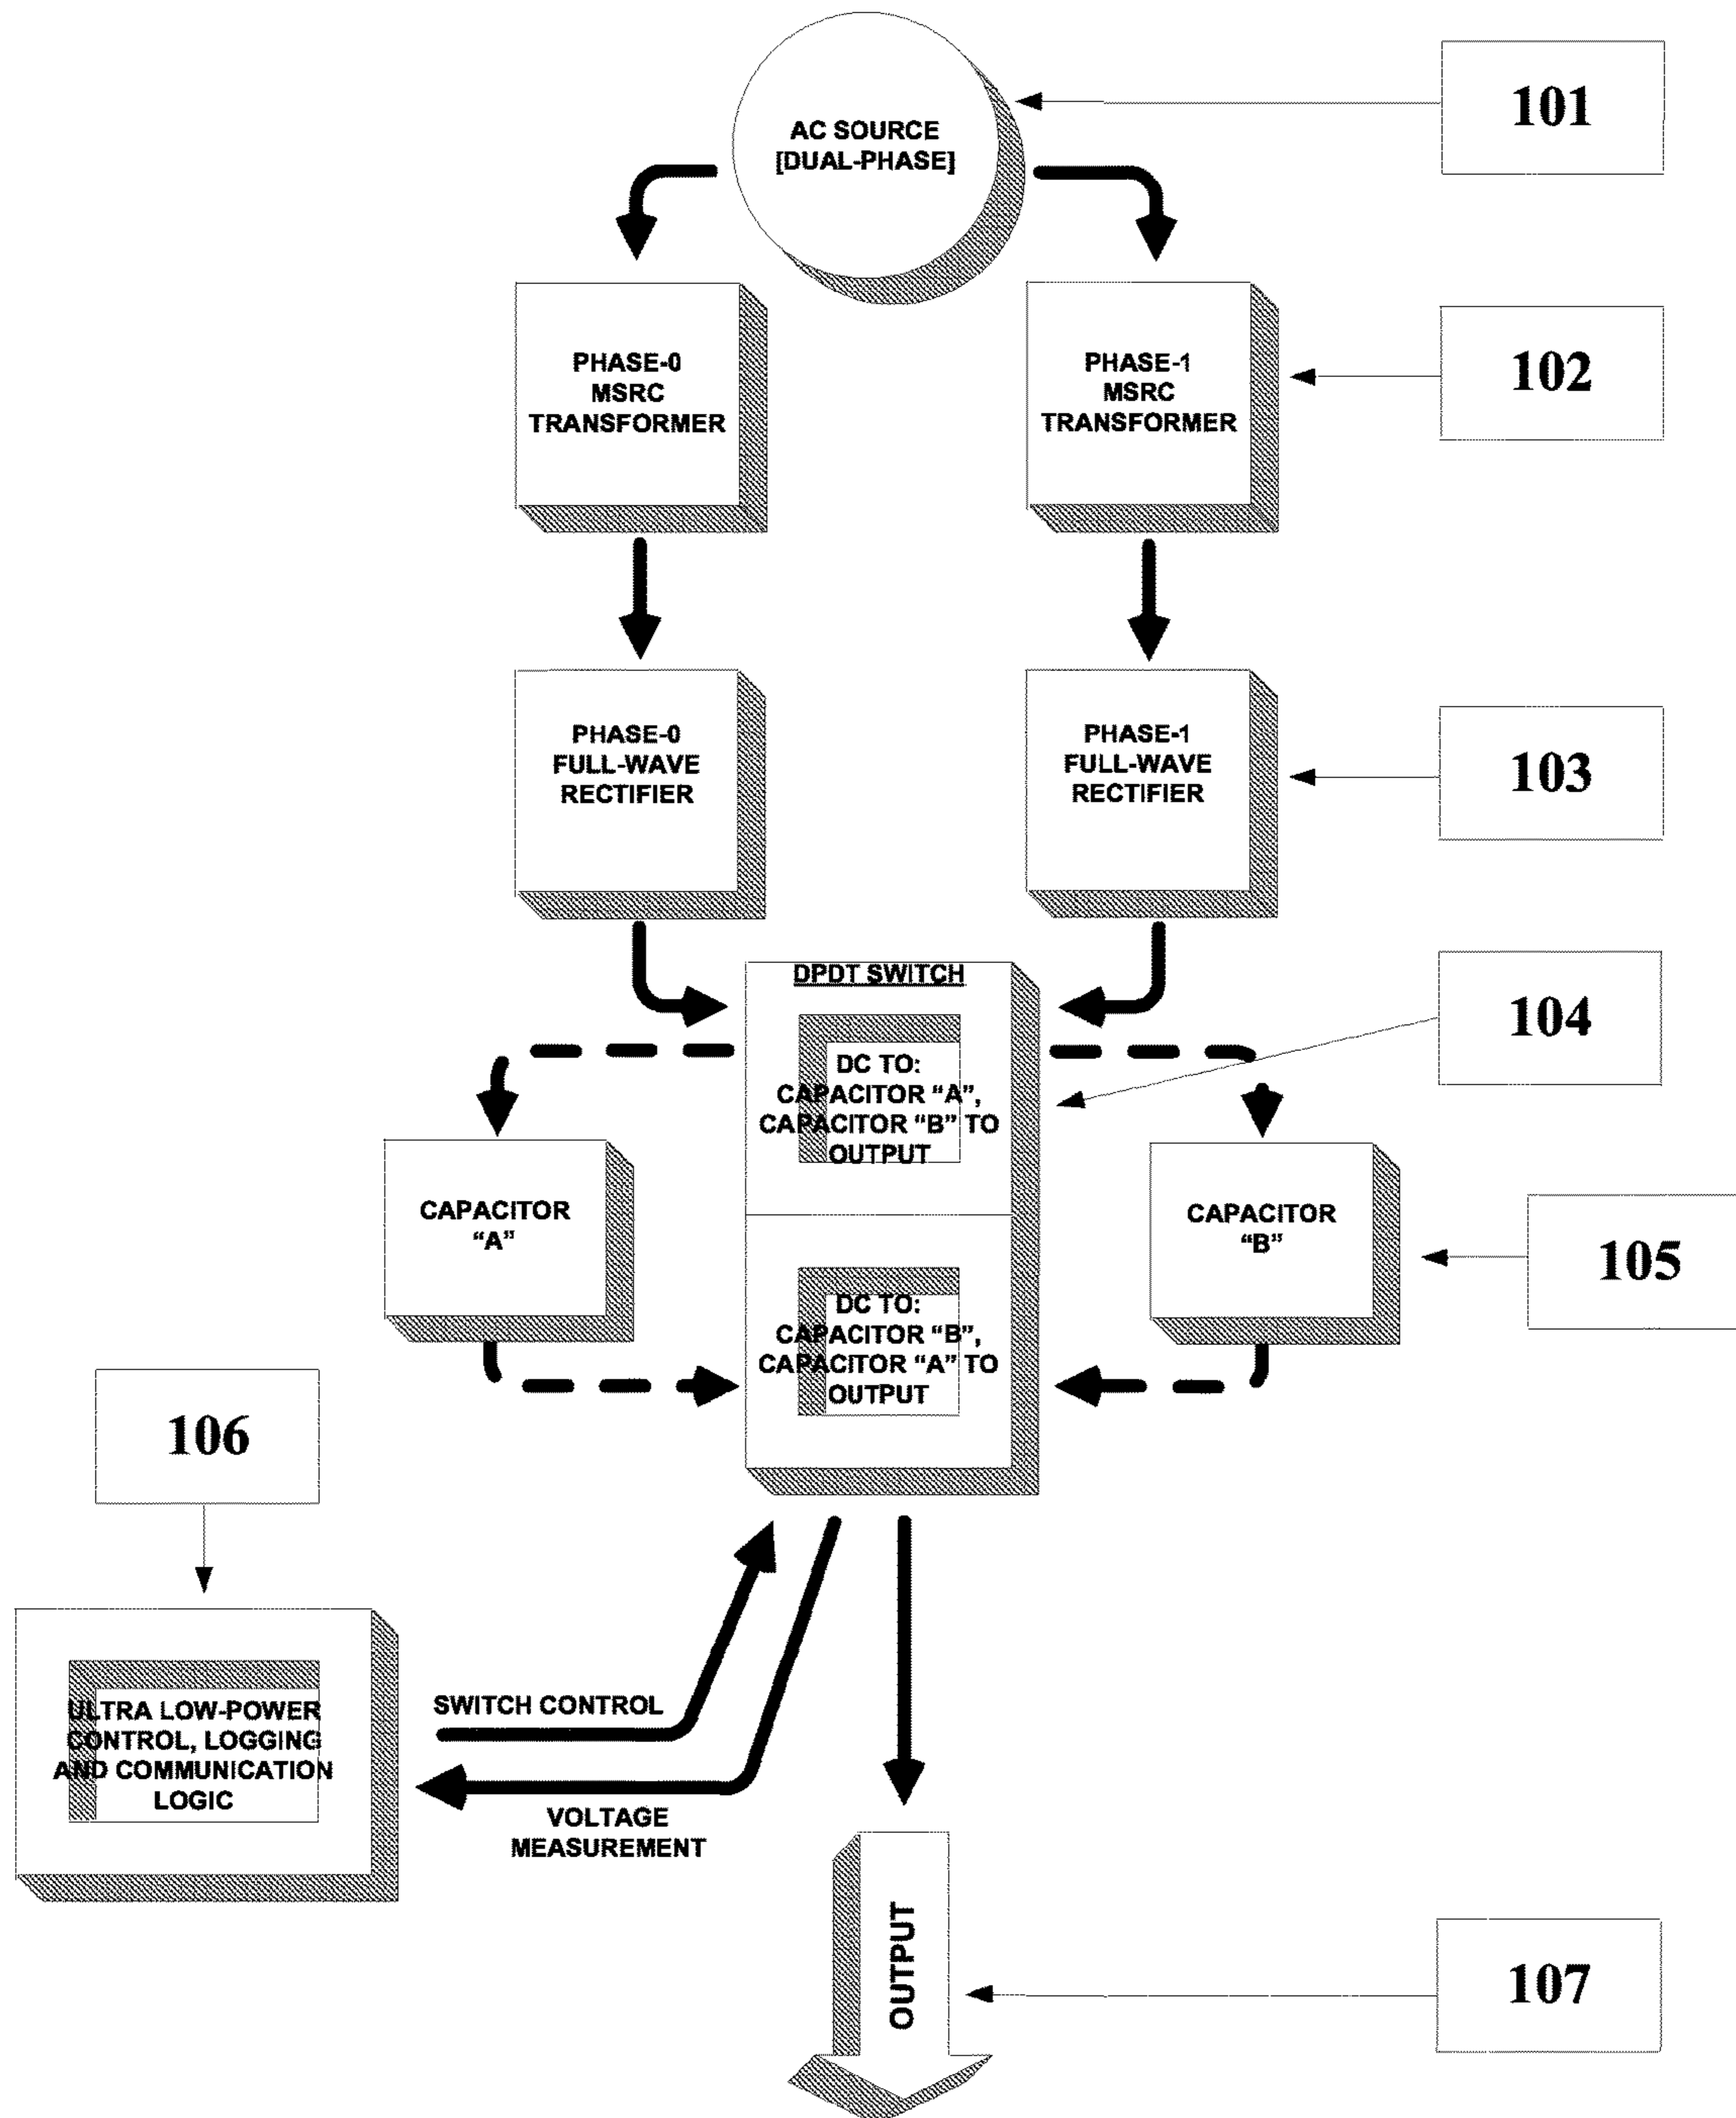 AC SOURCE
[DUAL-PHASE]
101
PHASE-0
MSRC
TRANSFORMER
PHASE-1
MSRC
TRANSFORMER
102
PHASE-0
FULL-WAVE
RECTIFIER
PHASE-1
FULL-WAVE
RECTIFIER
103
DPDT SWITCH
DC TO:
CAPACITOR “A”,
CAPACITOR “B” TO
OUTPUT
104
CAPACITOR
“A”
CAPACITOR
“B”
105
DC TO:
CAPACITOR “B”,
CAPACITOR “A” TO
OUTPUT
106
ULTRA LOW-POWER
CONTROL, LOGGING
AND COMMUNICATION
LOGIC
SWITCH CONTROL
VOLTAGE
MEASUREMENT
OUTPUT
107